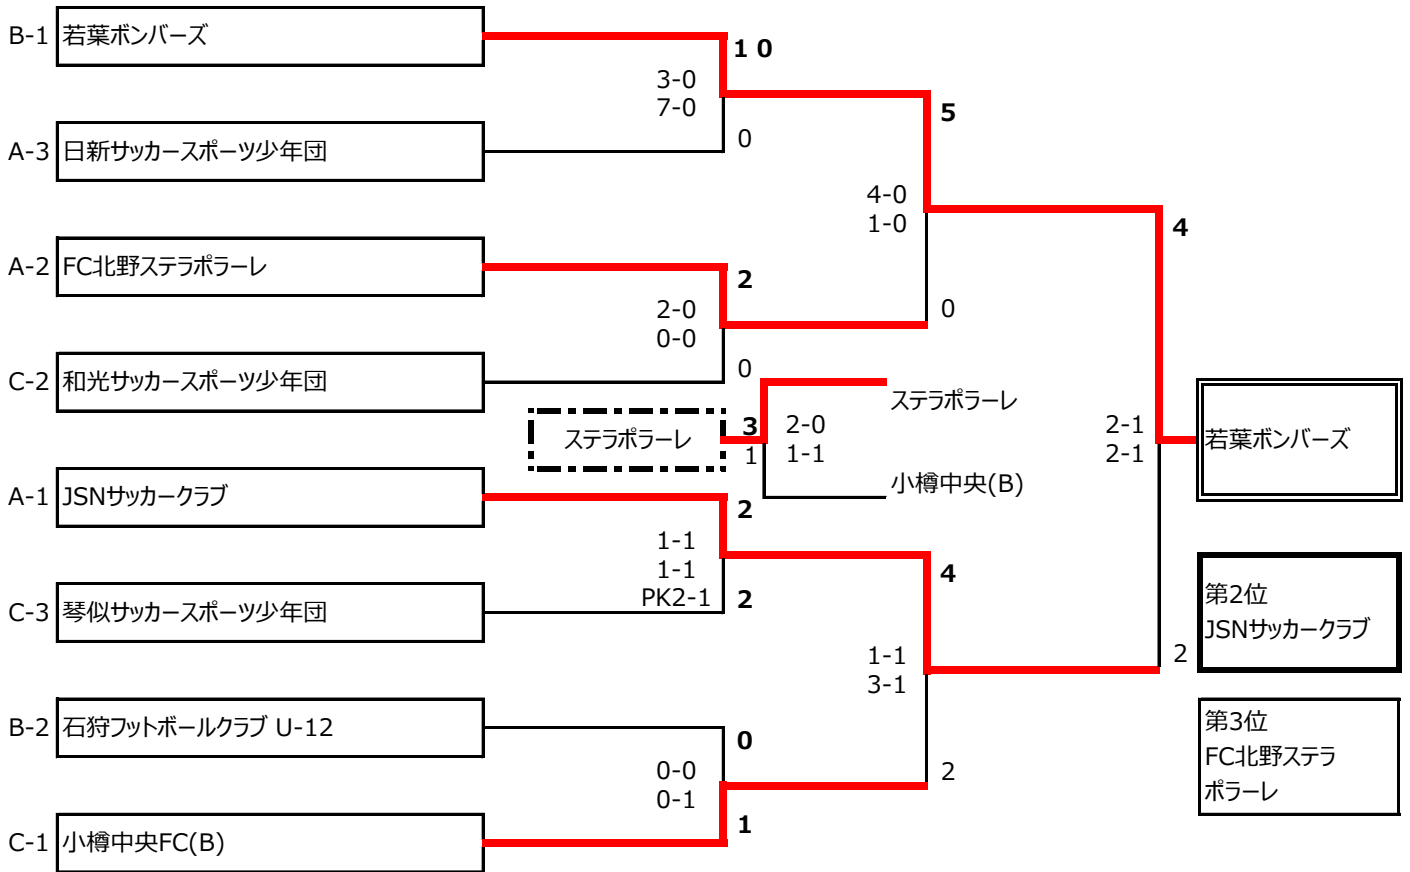 B-1 若葉ボンバーズ
１０
3-0
7-0
5
A-3 日新サッカースポーツ少年団
0
4-0
1-0
4
A-2 FC北野ステラポラーレ
2
2-0
0-0
0
C-2 和光サッカースポーツ少年団
0
ステラポラーレ
ステラポラーレ
3
1
2-0
1-1
小樽中央(B)
2-1
2-1
若葉ボンバーズ
A-1 JSNサッカークラブ
2
1-1
1-1
PK2-1
4
C-3 琴似サッカースポーツ少年団
2
第2位
JSNサッカークラブ
1-1
3-1
2
B-2 石狩フットボールクラブ U-12
0
0-0
0-1
2
第3位
FC北野ステラ
ポラーレ
C-1 小樽中央FC(B)
1